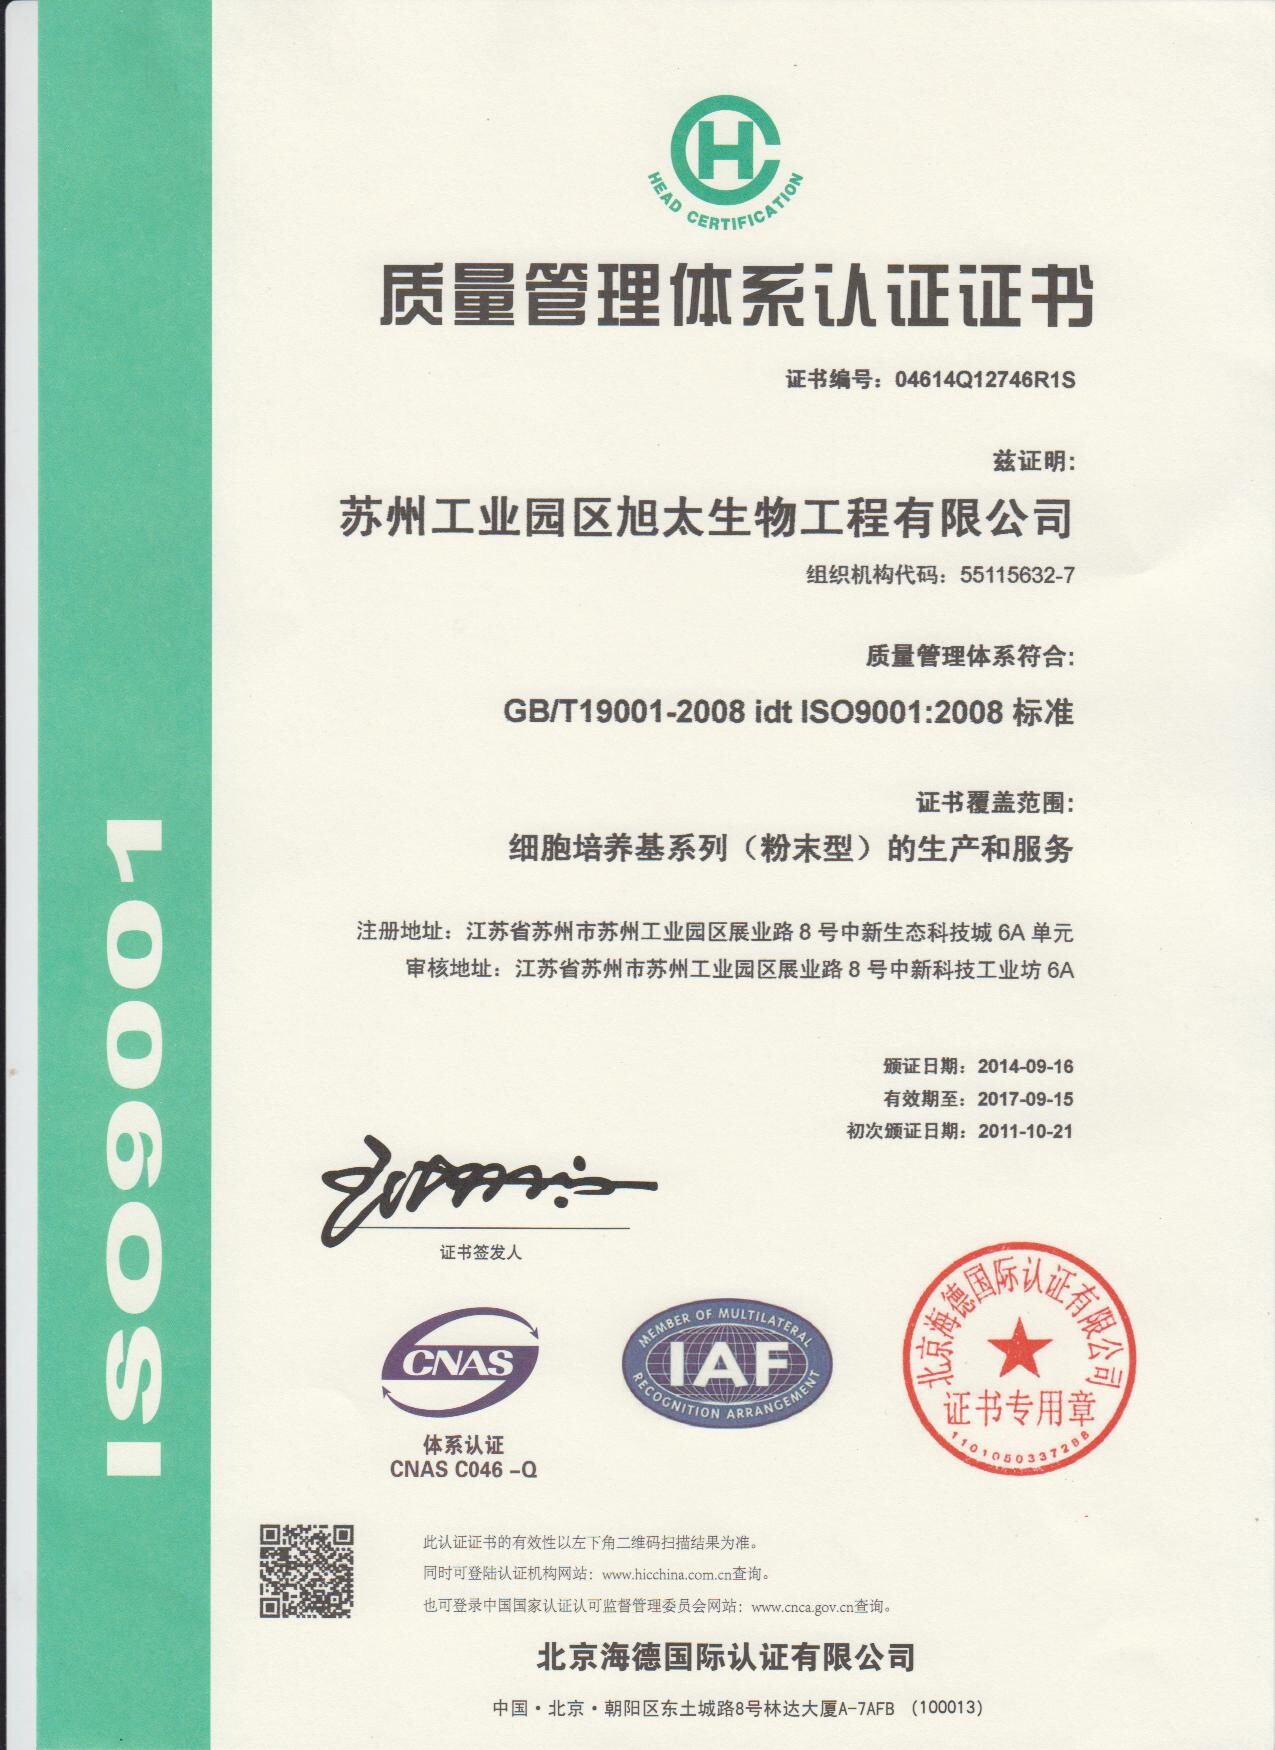 HC
HEAD CERTIFICATION
质量管理体系认证证书
证书编号：04614Q12746R1S
兹证明:
苏州工业园区旭太生物工程有限公司
组织机构代码：55115632-7
质量管理体系符合:
GB/T19001-2008 idt ISO9001:2008 标准
证书覆盖范围:
细胞培养基系列（粉末型）的生产和服务
注册地址：江苏省苏州市苏州工业园区展业路 8 号中新生态科技城 6A 单元
审核地址：江苏省苏州市苏州工业园区展业路 8 号中新科技工业坊 6A
颁证日期：2014-09-16
有效期至：2017-09-15
初次颁证日期：2011-10-21
证书签发人
ISO9001
CNAS
体系认证
CNAS C046 –Q
MEMBER OF MULTILATERAL
IAF
RECOGNITION ARRANGEMENT
北京海德国际认证有限公司
证书专用章
1101050337288
此认证证书的有效性以左下角二维码扫描结果为准。
同时可登陆认证机构网站：www.hicchina.com.cn查询。
也可登录中国国家认证认可监督管理委员会网站：www.cnca.gov.cn查询。
北京海德国际认证有限公司
中国·北京·朝阳区东土城路8号林达大厦A-7AFB （100013）